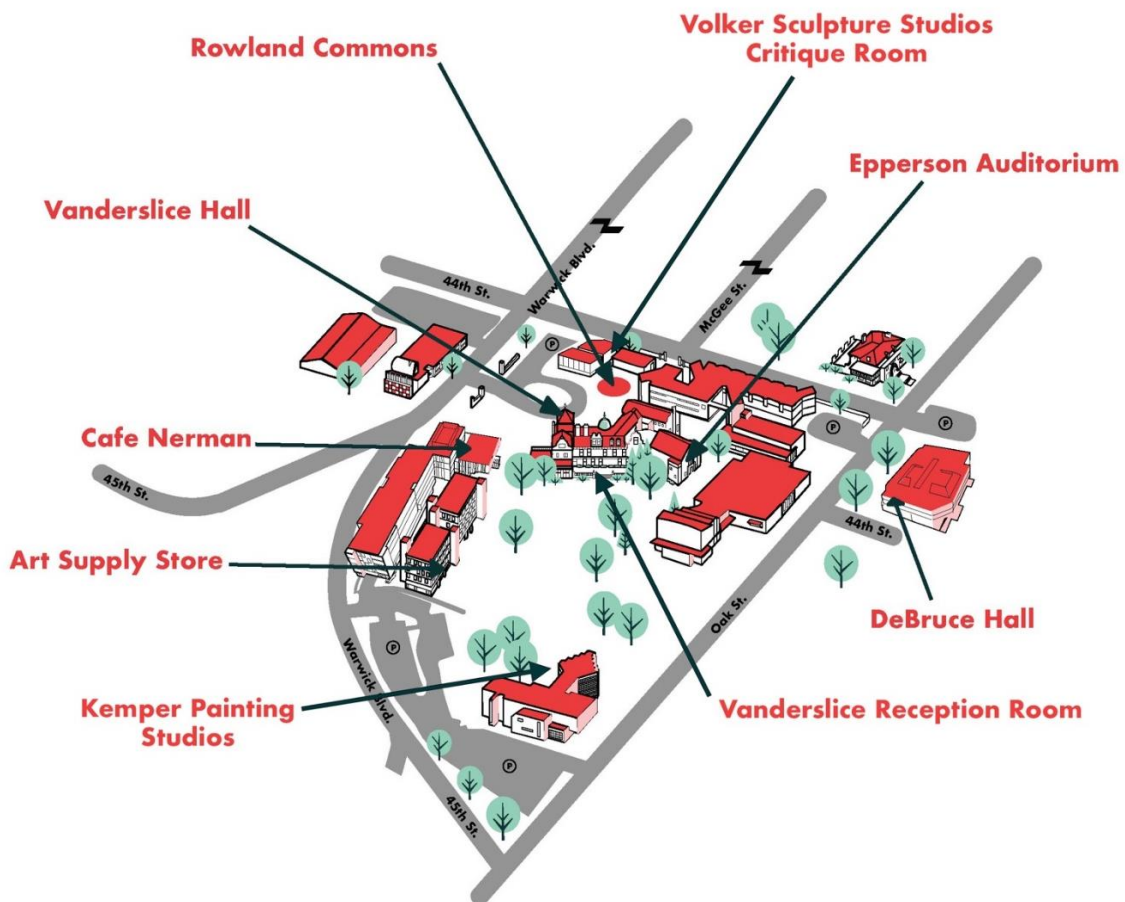 Volker Sculpture Studios
Critique Room
Rowland Commons
Epperson Auditorium
Vanderslice Hall
Warwick Blvd.
44th St.
McGee St.
P
Cafe Nerman
P
P
45th St.
44th St.
Art Supply Store
Oak St.
DeBruce Hall
P
Warwick Blvd.
Kemper Painting
Studios
Vanderslice Reception Room
P
45th St.